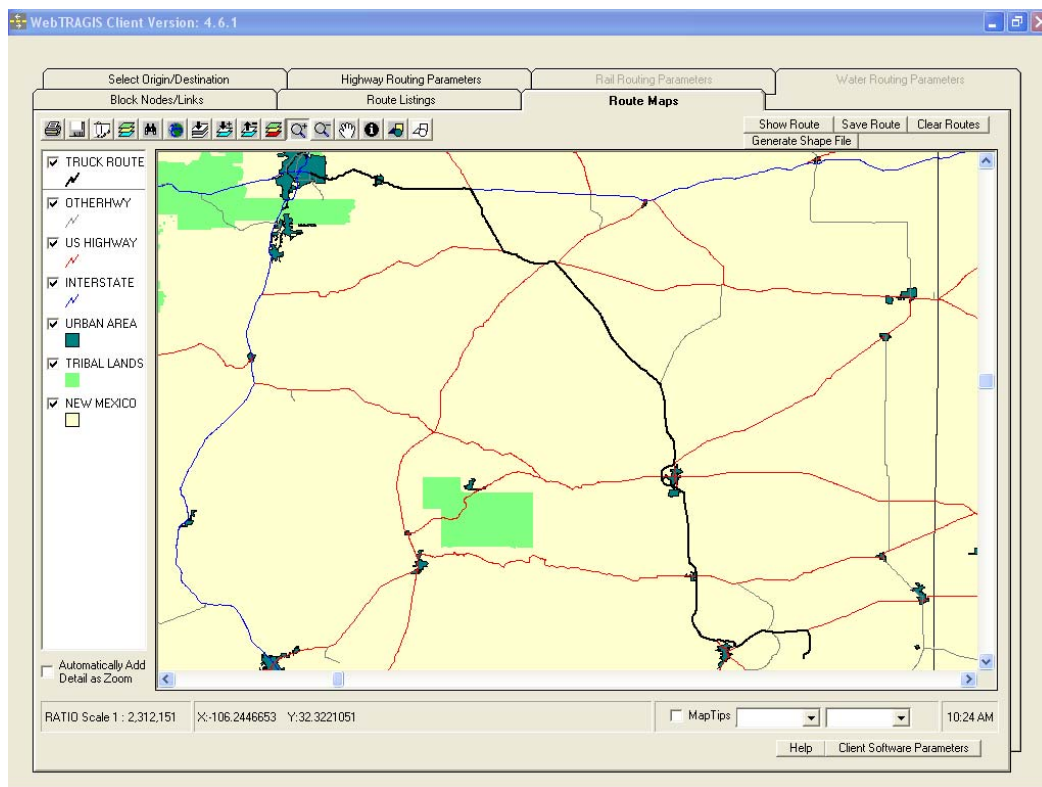 WebTRAGIS Client Version: 4.6.1
Select Origin/Destination
Highway Routing Parameters
Rail Routing Parameters
Water Routing Parameters
Block Nodes/Links
Route Listings
Route Maps
Show Route
Save Route
Clear Routes
Generate Shape File
TRUCK ROUTE
OTHERHWY
US HIGHWAY
INTERSTATE
URBAN AREA
TRIBAL LANDS
NEW MEXICO
Automatically Add
Detail as Zoom
RATIO Scale 1 : 2,312,151
X:-106.2446653 Y:32.3221051
MapTips
10:24 AM
Help
Client Software Parameters